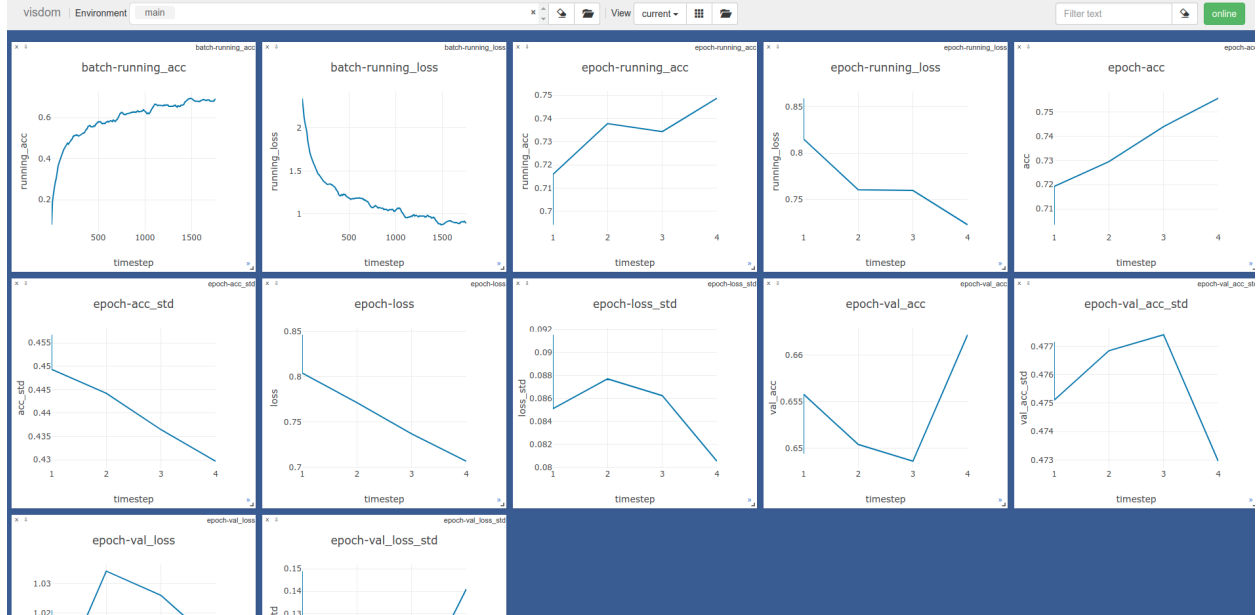 visdom Environment main x View current Filter text online
x batch-running_acc
batch-running_acc
0.6
0.4
0.2
running_acc
500 1000 1500
timestep
x batch-running_loss
batch-running_loss
2
1.5
1
running_loss
500 1000 1500
timestep
x epoch-running_acc
epoch-running_acc
0.75
0.74
0.73
0.72
0.71
0.7
running_acc
1 2 3 4
timestep
x epoch-running_loss
epoch-running_loss
0.85
0.8
0.75
running_loss
1 2 3 4
timestep
x epoch-acc
epoch-acc
0.75
0.74
0.73
0.72
0.71
acc
1 2 3 4
timestep
x epoch-acc_std
epoch-acc_std
0.455
0.45
0.445
0.44
0.435
0.43
acc_std
1 2 3 4
timestep
x epoch-loss
epoch-loss
0.85
0.8
0.75
0.7
loss
1 2 3 4
timestep
x epoch-loss_std
epoch-loss_std
0.092
0.09
0.088
0.086
0.084
0.082
0.08
loss_std
1 2 3 4
timestep
x epoch-val_acc
epoch-val_acc
0.66
0.655
0.65
val_acc
1 2 3 4
timestep
x epoch-val_acc_std
epoch-val_acc_std
0.477
0.476
0.475
0.474
0.473
val_acc_std
1 2 3 4
timestep
x epoch-val_loss
epoch-val_loss
1.03
1.02
x epoch-val_loss_std
epoch-val_loss_std
0.15
0.14
0.13